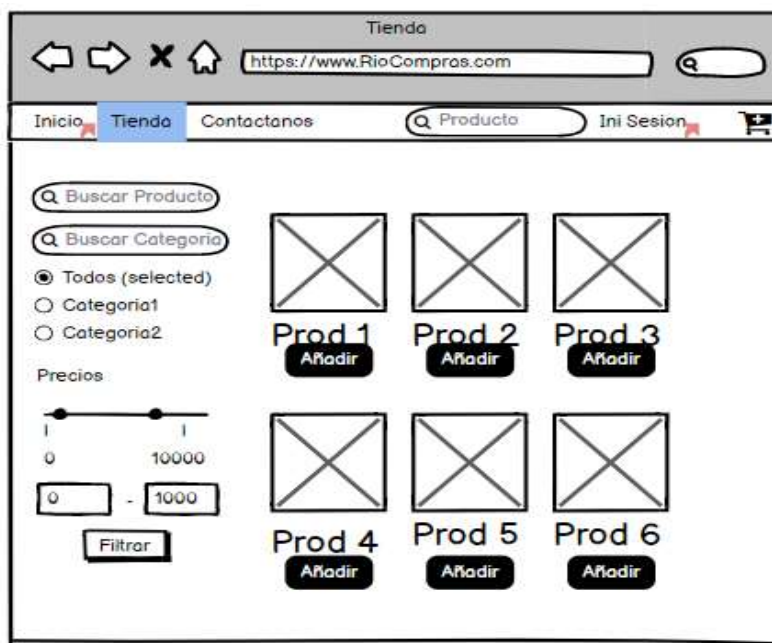 Tienda
https://www.RioCompras.com
Inicio Tienda Contactanos Producto Ini Sesion
Buscar Producto
Buscar Categoria
Todos (selected)
Categoria1
Categoria2
Precios
0 10000
0 - 1000
Filtrar
Prod 1 Prod 2 Prod 3
Añadir Añadir Añadir
Prod 4 Prod 5 Prod 6
Añadir Añadir Añadir